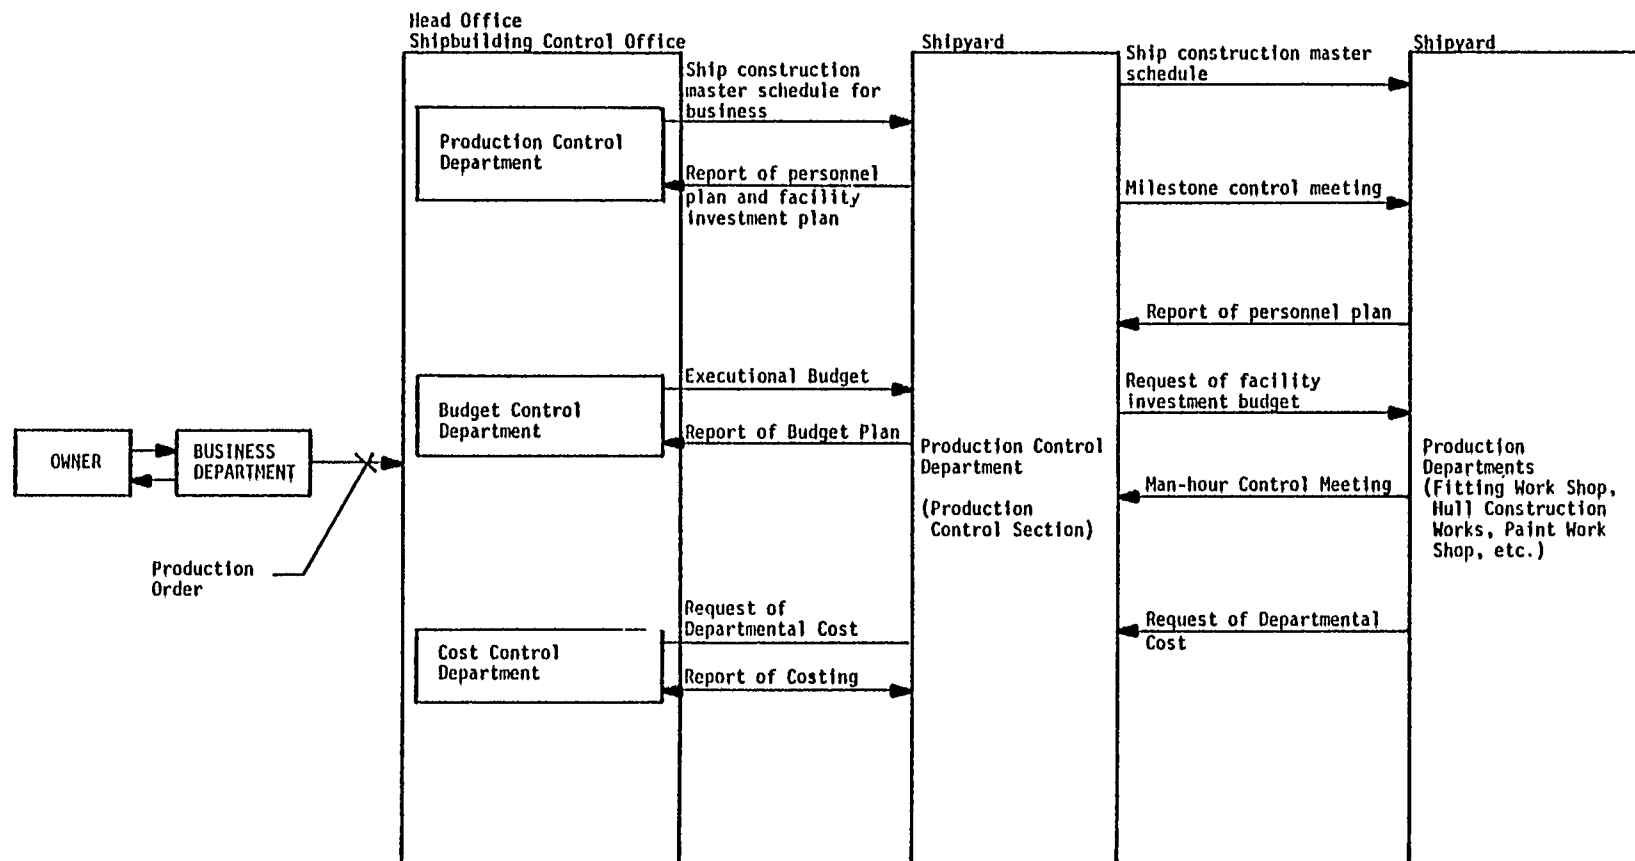 Head Office
Shipbuilding Control Office
Shipyard
Shipyard
Ship construction
master schedule for
business
Ship construction master
schedule
Production Control
Department
Report of personnel
plan and facility
investment plan
Milestone control meeting
Report of personnel plan
Executional Budget
Request of facility
investment budget
Budget Control
Department
Report of Budget Plan
OWNER
BUSINESS
DEPARTMENT
Production Control
Department
(Production
Control Section)
Man-hour Control Meeting
Production
Departments
(Fitting Work Shop,
Hull Construction
Works, Paint Work
Shop, etc.)
Production
Order
Request of
Departmental Cost
Request of Departmental
Cost
Cost Control
Department
Report of Costing